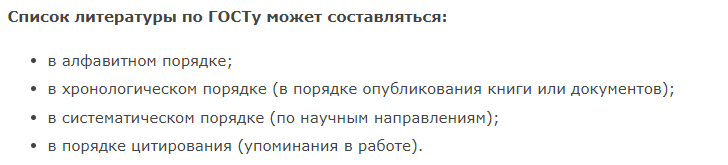 Список литературы по ГОСТу может составляться:
• в алфавитном порядке;
• в хронологическом порядке (в порядке опубликования книги или документов);
• в систематическом порядке (по научным направлениям);
• в порядке цитирования (упоминания в работе).